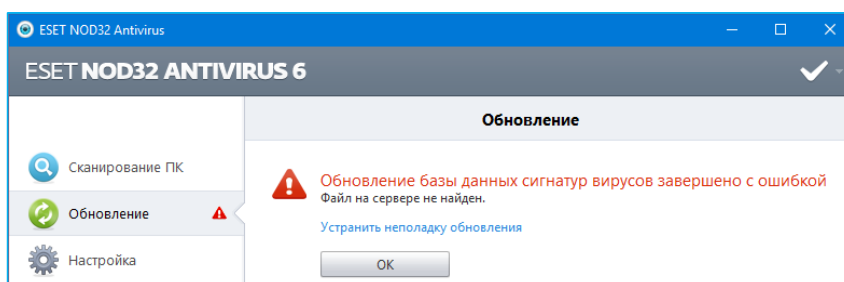 ESET NOD32 Antivirus
ESET NOD32 ANTIVIRUS 6
Обновление
Сканирование ПК
Обновление базы данных сигнатур вирусов завершено с ошибкой
Файл на сервере не найден.
Обновление
Устранить неполадку обновления
Настройка
ОК